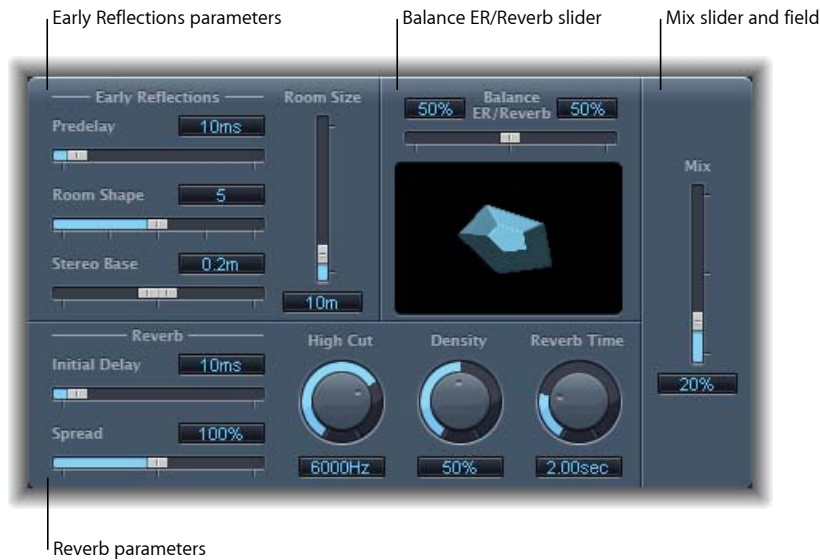 Early Reflections parameters
Balance ER/Reverb slider
Mix slider and field
Early Reflections
Room Size
Predelay
10ms
Room Shape
5
Stereo Base
0.2m
10m
50%
Balance
ER/Reverb
50%
Mix
20%
Reverb
Initial Delay
10ms
Spread
100%
High Cut
6000Hz
Density
50%
Reverb Time
2.00sec
Reverb parameters